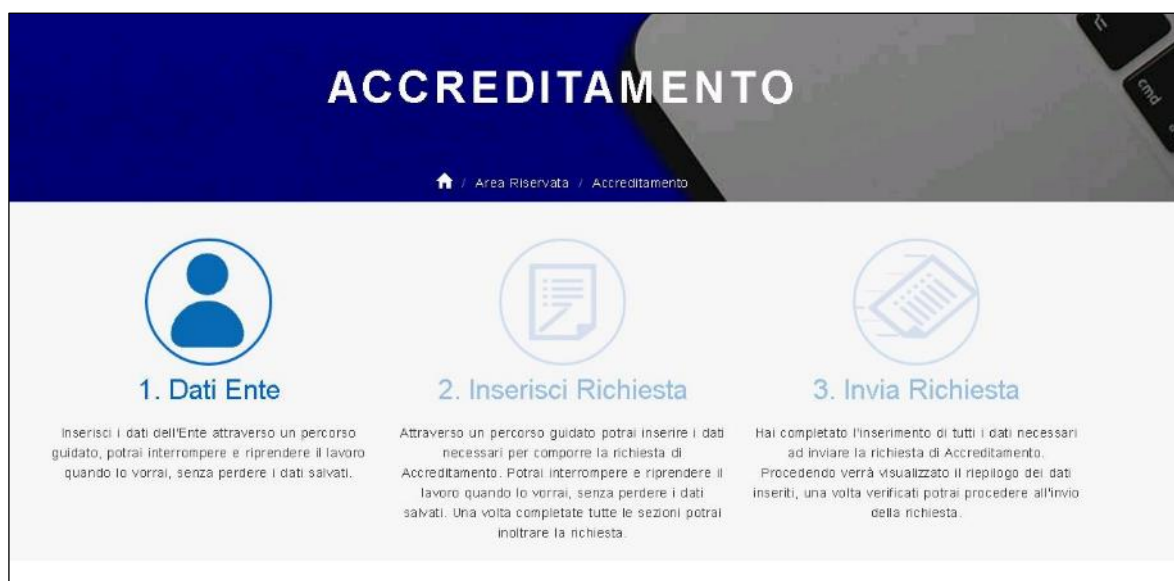 ACCREDITAMENTO
/ Area Riservata / Accreditamento
cmd
1. Dati Ente
Inserisci i dati dell'Ente attraverso un percorso
guidato, potrai interrompere e riprendere il lavoro
quando lo vorrai, senza perdere i dati salvati.
2. Inserisci Richiesta
Attraverso un percorso guidato potrai inserire i dati
necessari per comporre la richiesta di
Accreditamento. Potrai interrompere e riprendere il
lavoro quando lo vorrai, senza perdere i dati
salvati. Una volta completate tutte le sezioni potrai
inoltrare la richiesta.
3. Invia Richiesta
Hai completato l'inserimento di tutti i dati necessari
ad inviare la richiesta di Accreditamento.
Procedendo verrà visualizzato il riepilogo dei dati
inseriti, una volta verificati potrai procedere all'invio
della richiesta.